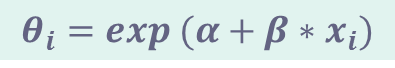 θᵢ = exp (α + β * xᵢ)